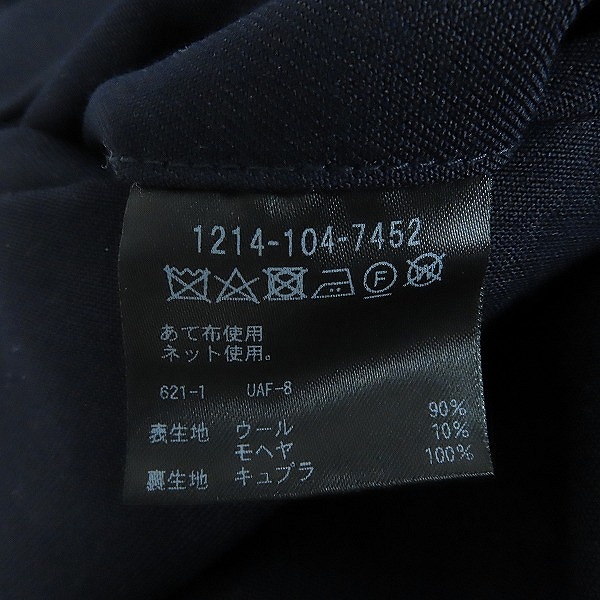 1214-104-7452
F W
あて布使用
ネット使用。
621-1 UAF-8
90%
表生地 ウール 10%
モヘヤ 100%
裏生地 キュプラ